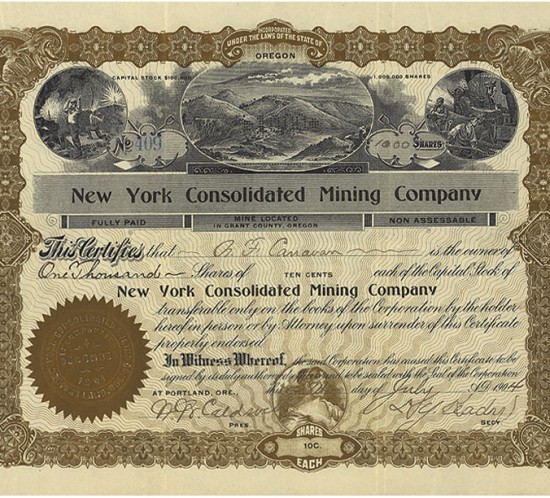 INCORPORATED
UNDER THE LAWS OF THE STATE OF
OREGON
CAPITAL STOCK $100,000
1,000,000 SHARES
No 409
1000 SHARES
New York Consolidated Mining Company
FULLY PAID
MINE LOCATED
IN GRANT COUNTY, OREGON
NON ASSESSABLE
This Certifies that Canavan is the owner of
One Thousand Shares of TEN CENTS each of the Capital Stock of
New York Consolidated Mining Company
transferable only on the books of the Corporation by the holder
hereof in person or by Attorney upon surrender of this Certificate
properly endorsed
In Witness Whereof, the said Corporation has caused this Certificate to be
signed by its duly authorized officers and to be sealed with the Seal of the Corporation
AT PORTLAND, ORE., this day of July A.D. 1904
PRES.
SECY
SHARES
10C.
EACH